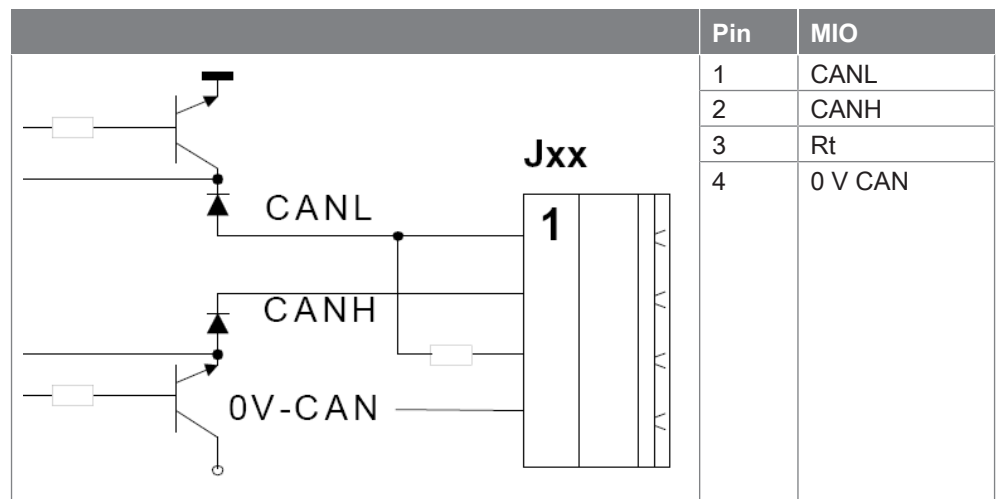 Pin MIO
1 CANL
2 CANH
3 Rt
4 0 V CAN
Jxx
1
CANL
CANH
0V-CAN